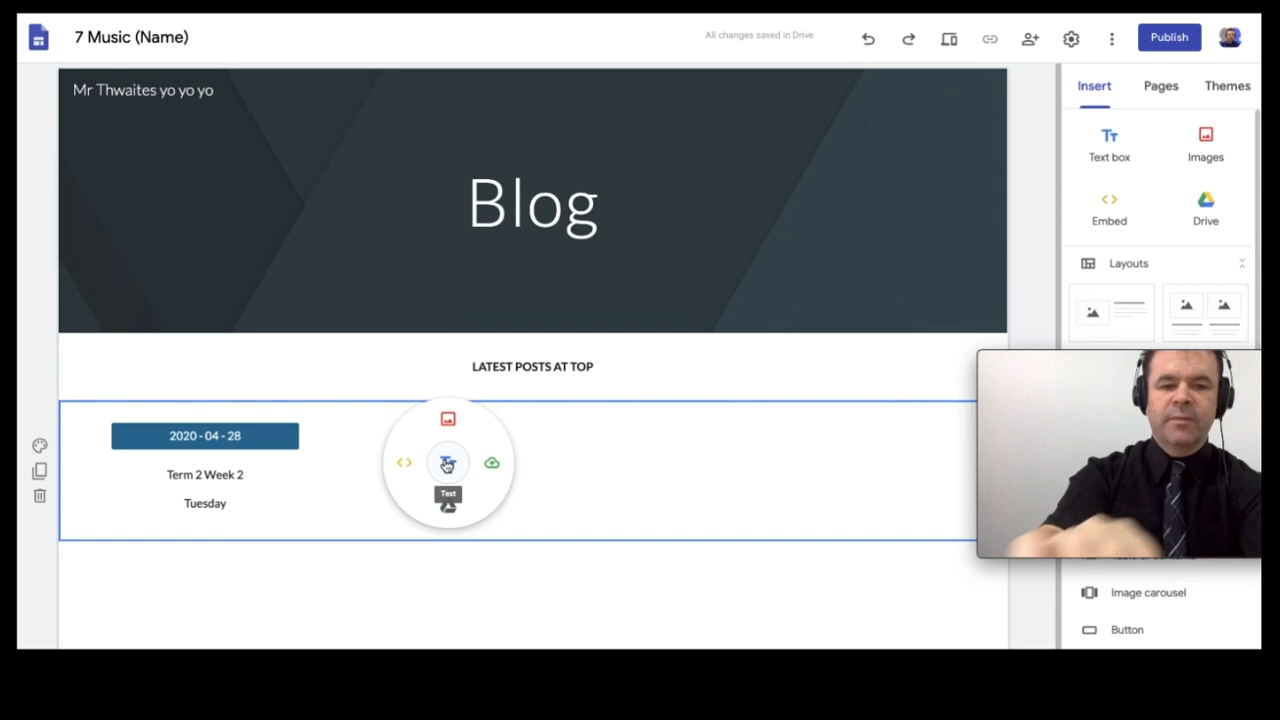 7 Music (Name)
All changes saved in Drive
Publish
Mr Thwaites yo yo yo
Insert
Pages
Themes
Blog
Text box
Images
Embed
Drive
Layouts
LATEST POSTS AT TOP
2020 - 04 - 28
Term 2 Week 2
Tuesday
Text
Image carousel
Button